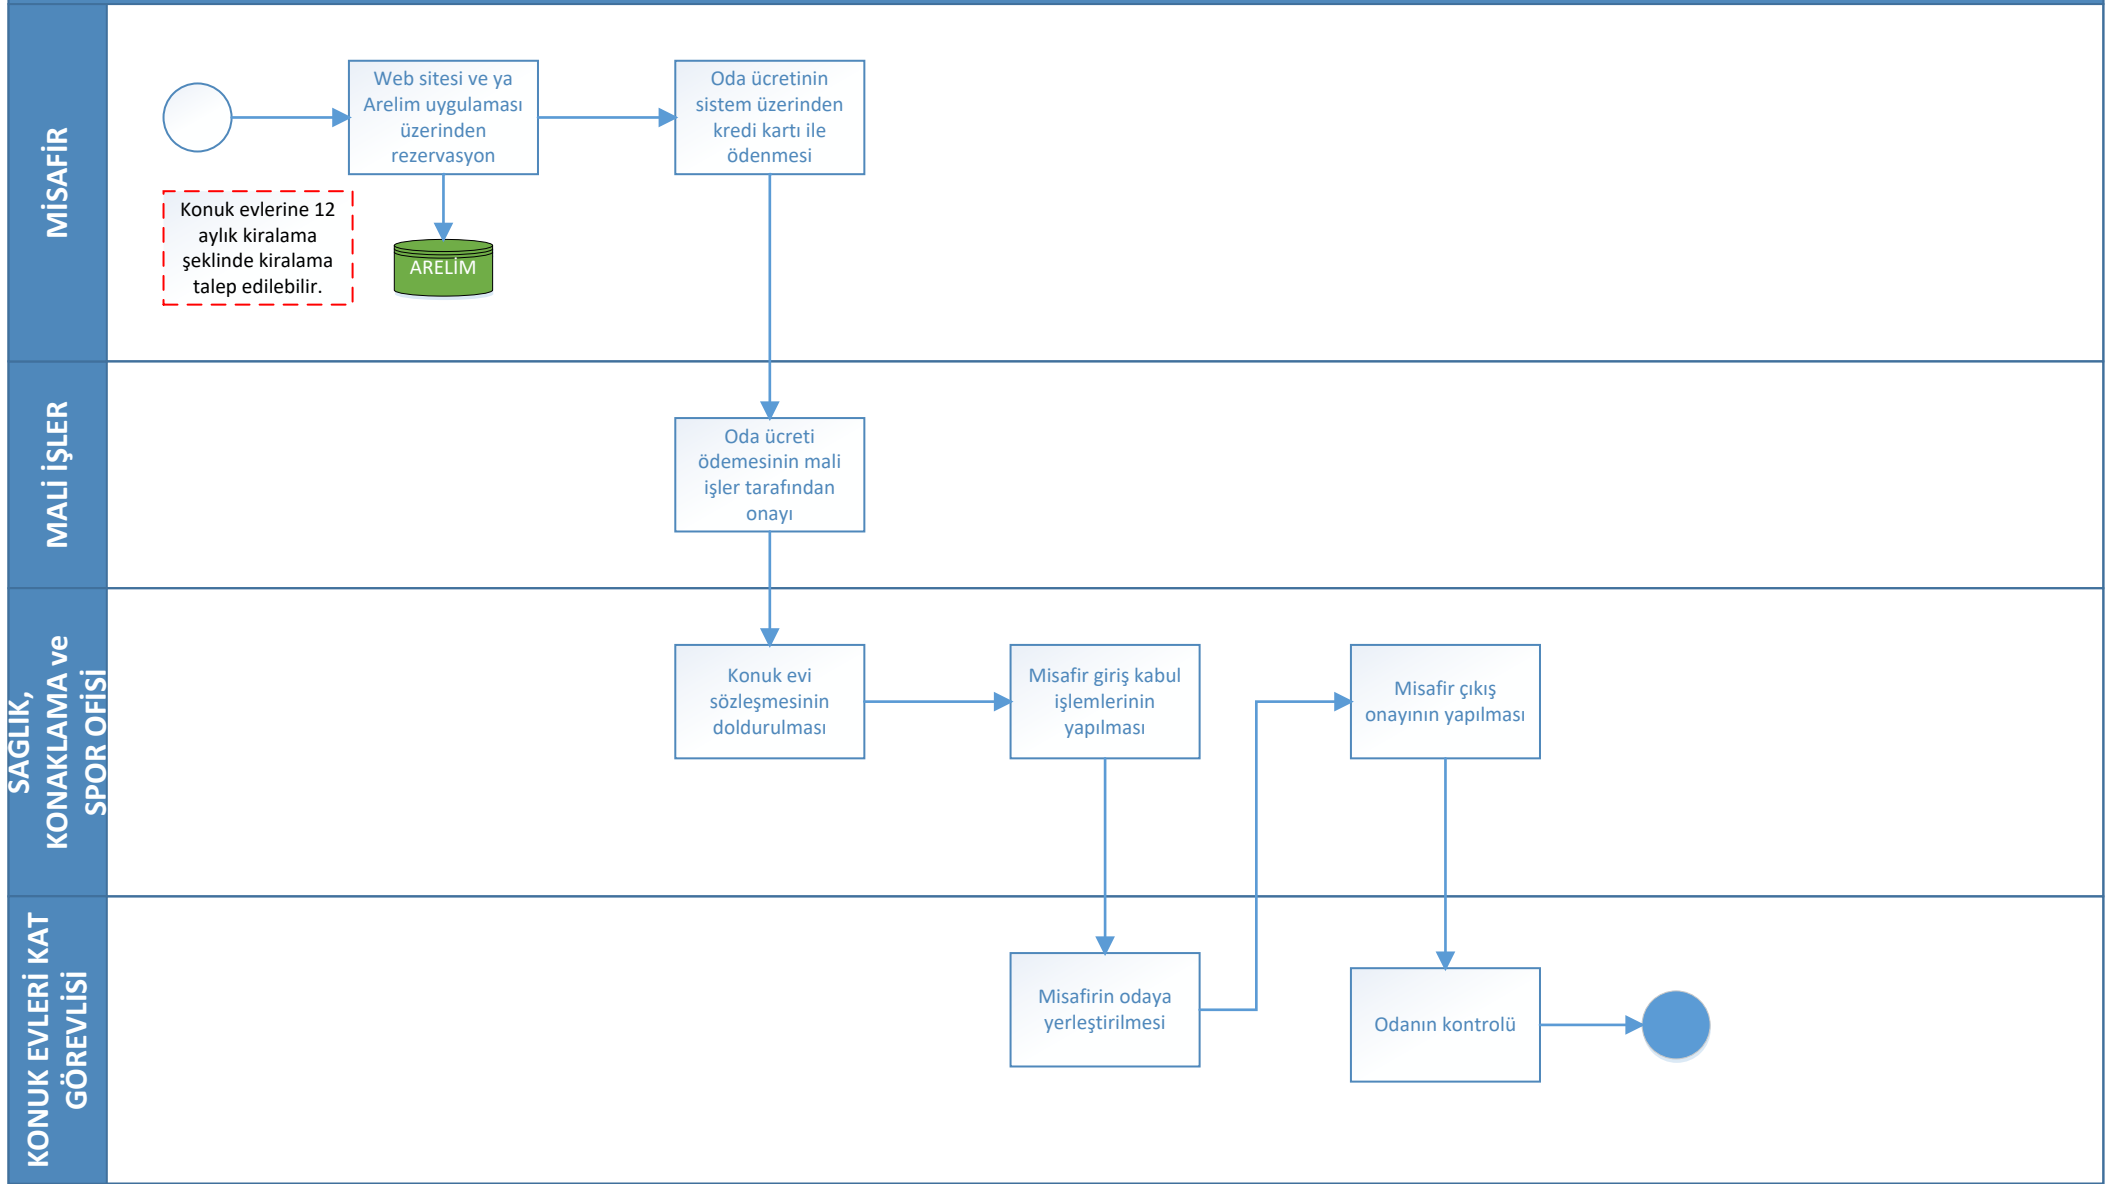 MİSAFİR
Web sitesi ve ya
Arelim uygulaması
üzerinden
rezervasyon
Oda ücretinin
sistem üzerinden
kredi kartı ile
ödenmesi
Konuk evlerine 12
aylık kiralama
şeklinde kiralama
talep edilebilir.
ARELİM
MALİ İŞLER
Oda ücreti
ödemesinin mali
işler tarafından
onayı
SAĞLIK,
KONAKLAMA ve
SPOR OFİSİ
Konuk evi
sözleşmesinin
doldurulması
Misafir giriş kabul
işlemlerinin
yapılması
Misafir çıkış
onayının yapılması
KONUK EVLERİ KAT
GÖREVLİSİ
Misafirin odaya
yerleştirilmesi
Odanın kontrolü